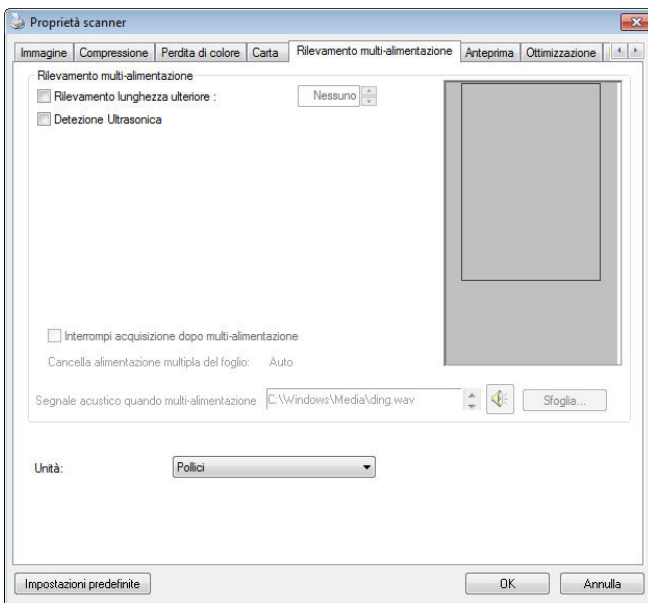 Proprietà scanner
Immagine Compressione Perdita di colore Carta Rilevamento multi-alimentazione Anteprima Ottimizzazione
Rilevamento multi-alimentazione
Rilevamento lunghezza ulteriore : Nessuno
Detezione Ultrasonica
Interrompi acquisizione dopo multi-alimentazione
Cancella alimentazione multipla del foglio: Auto
Segnale acustico quando multi-alimentazione C:\Windows\Media\ding.wav Sfoglia...
Unità: Pollici
Impostazioni predefinite OK Annulla